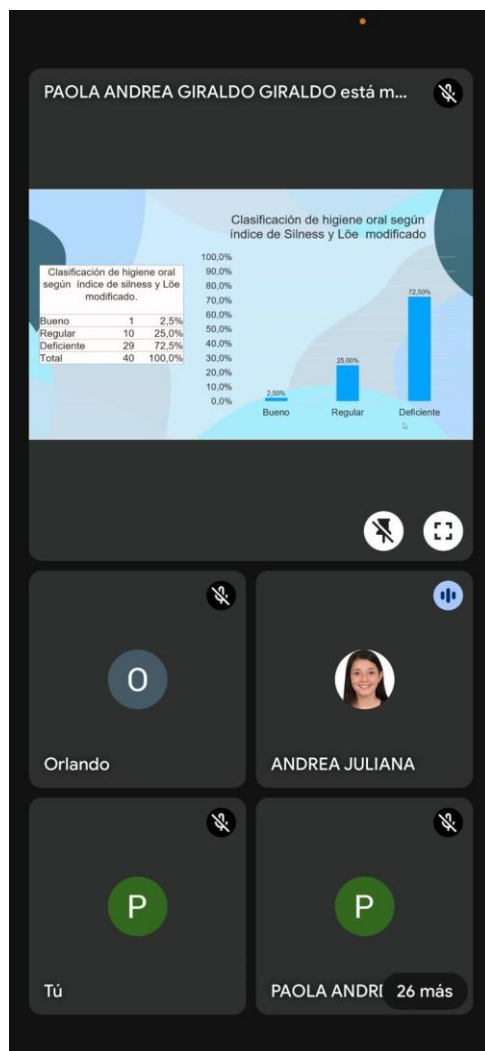 PAOLA ANDREA GIRALDO GIRALDO está m...
Clasificación de higiene oral
según índice de silness y Löe
modificado.
Bueno 1 2,5%
Regular 10 25,0%
Deficiente 29 72,5%
Total 40 100,0%
Clasificación de higiene oral según
índice de Silness y Löe modificado
100,0%
90,0%
80,0%
70,0%
60,0%
50,0%
40,0%
30,0%
20,0%
10,0%
0,0%
2,50%
25,00%
72,50%
Bueno Regular Deficiente
O
Orlando
ANDREA JULIANA
P
Tú
P
PAOLA ANDRE
26 más